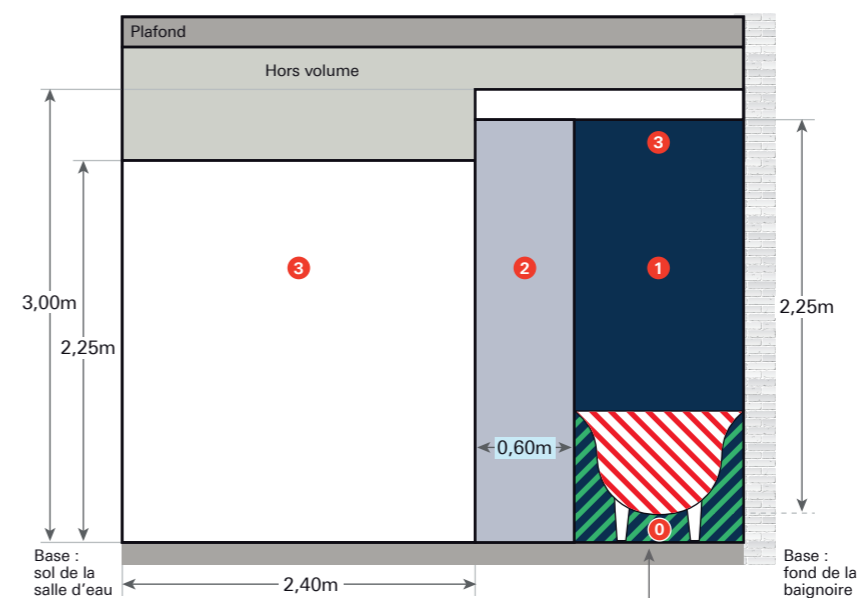 Plafond
Hors volume
3
3
2
1
3,00m
2,25m
2,25m
0,60m
0
Base :
sol de la
salle d'eau
2,40m
Base :
fond de la
baignoire